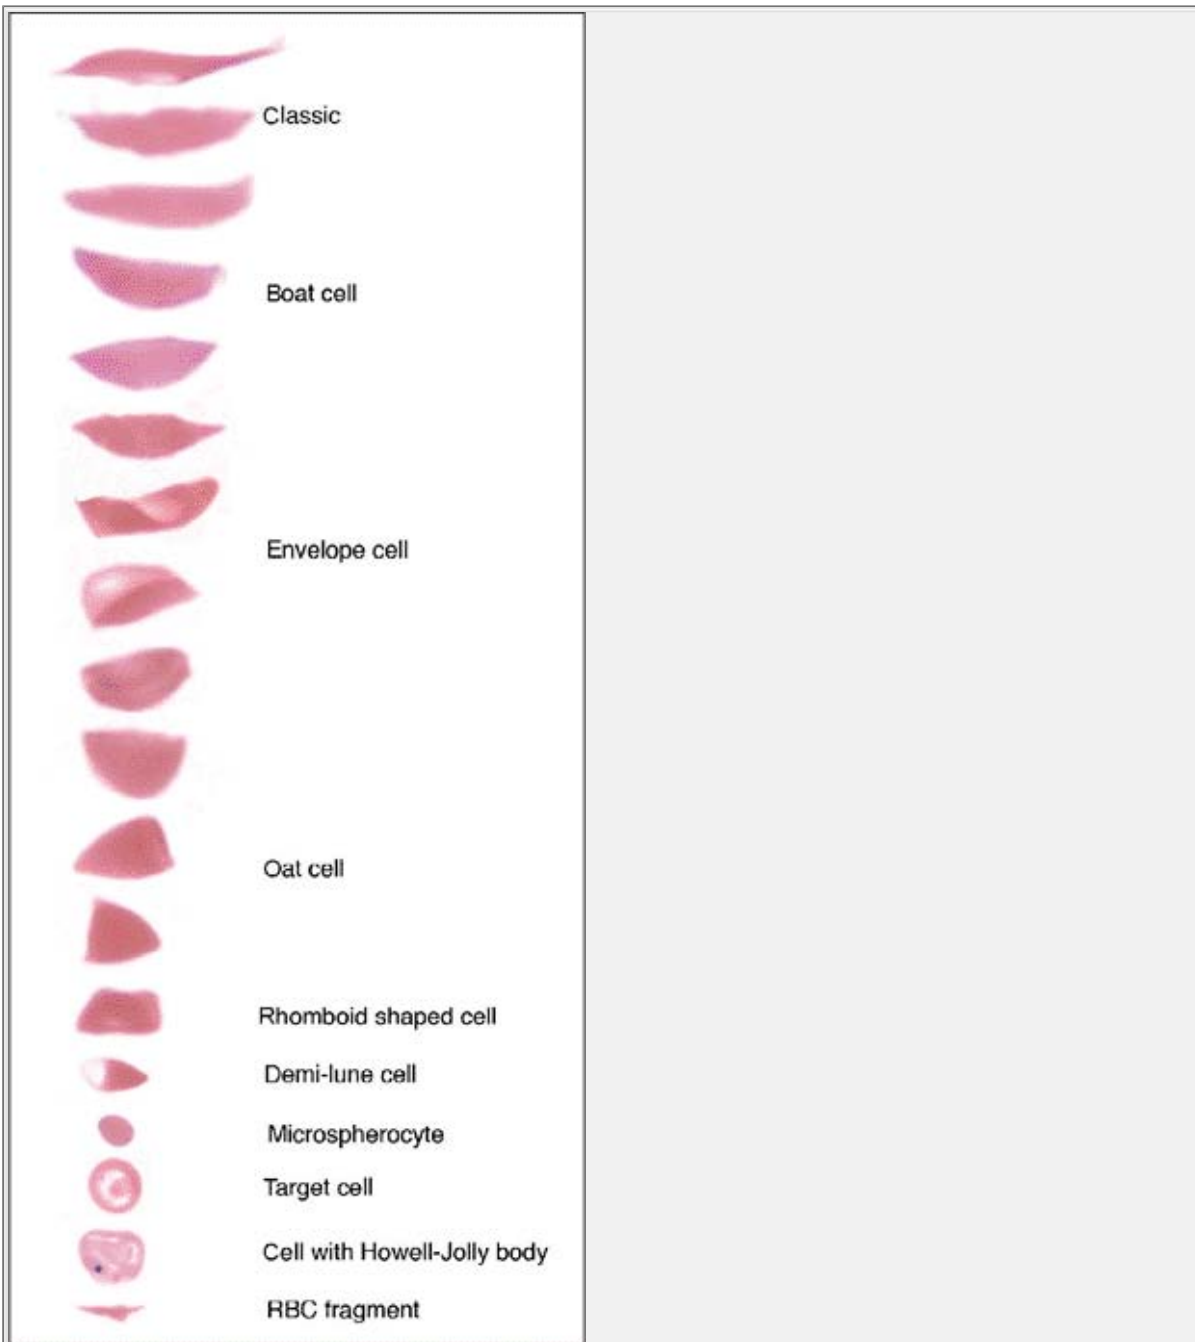 Classic
Boat cell
Envelope cell
Oat cell
Rhomboid shaped cell
Demi-lune cell
Microspherocyte
Target cell
Cell with Howell-Jolly body
RBC fragment